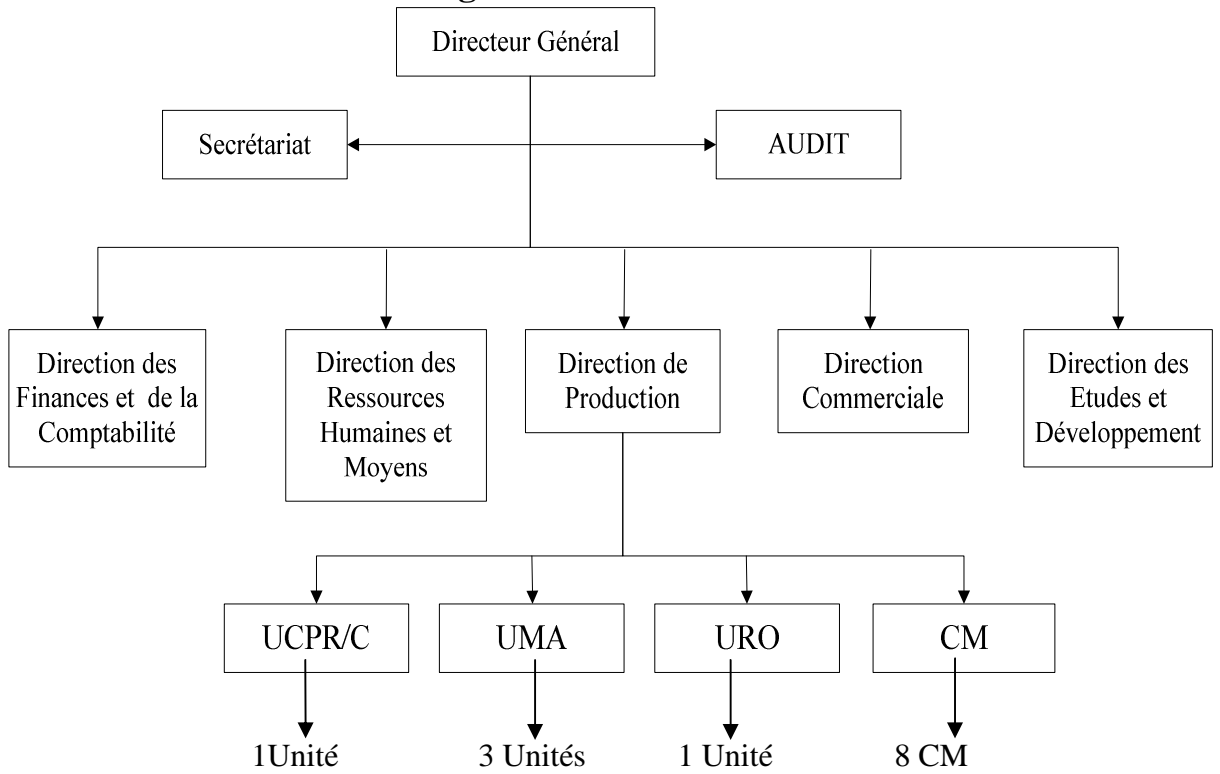 Directeur Général
Secrétariat
AUDIT
Direction des
Finances et de la
Comptabilité
Direction des
Ressources
Humaines et
Moyens
Direction de
Production
Direction
Commerciale
Direction des
Etudes et
Développement
UCPR/C
UMA
URO
CM
1Unité
3 Unités
1 Unité
8 CM